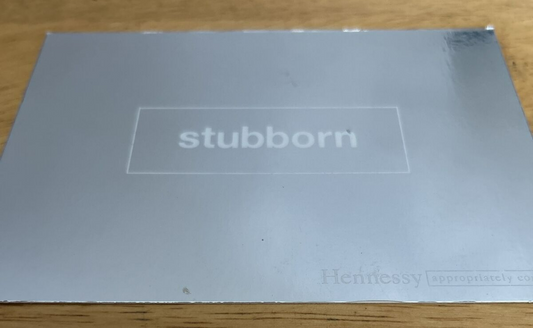 stubborn
Hennessy appropriately